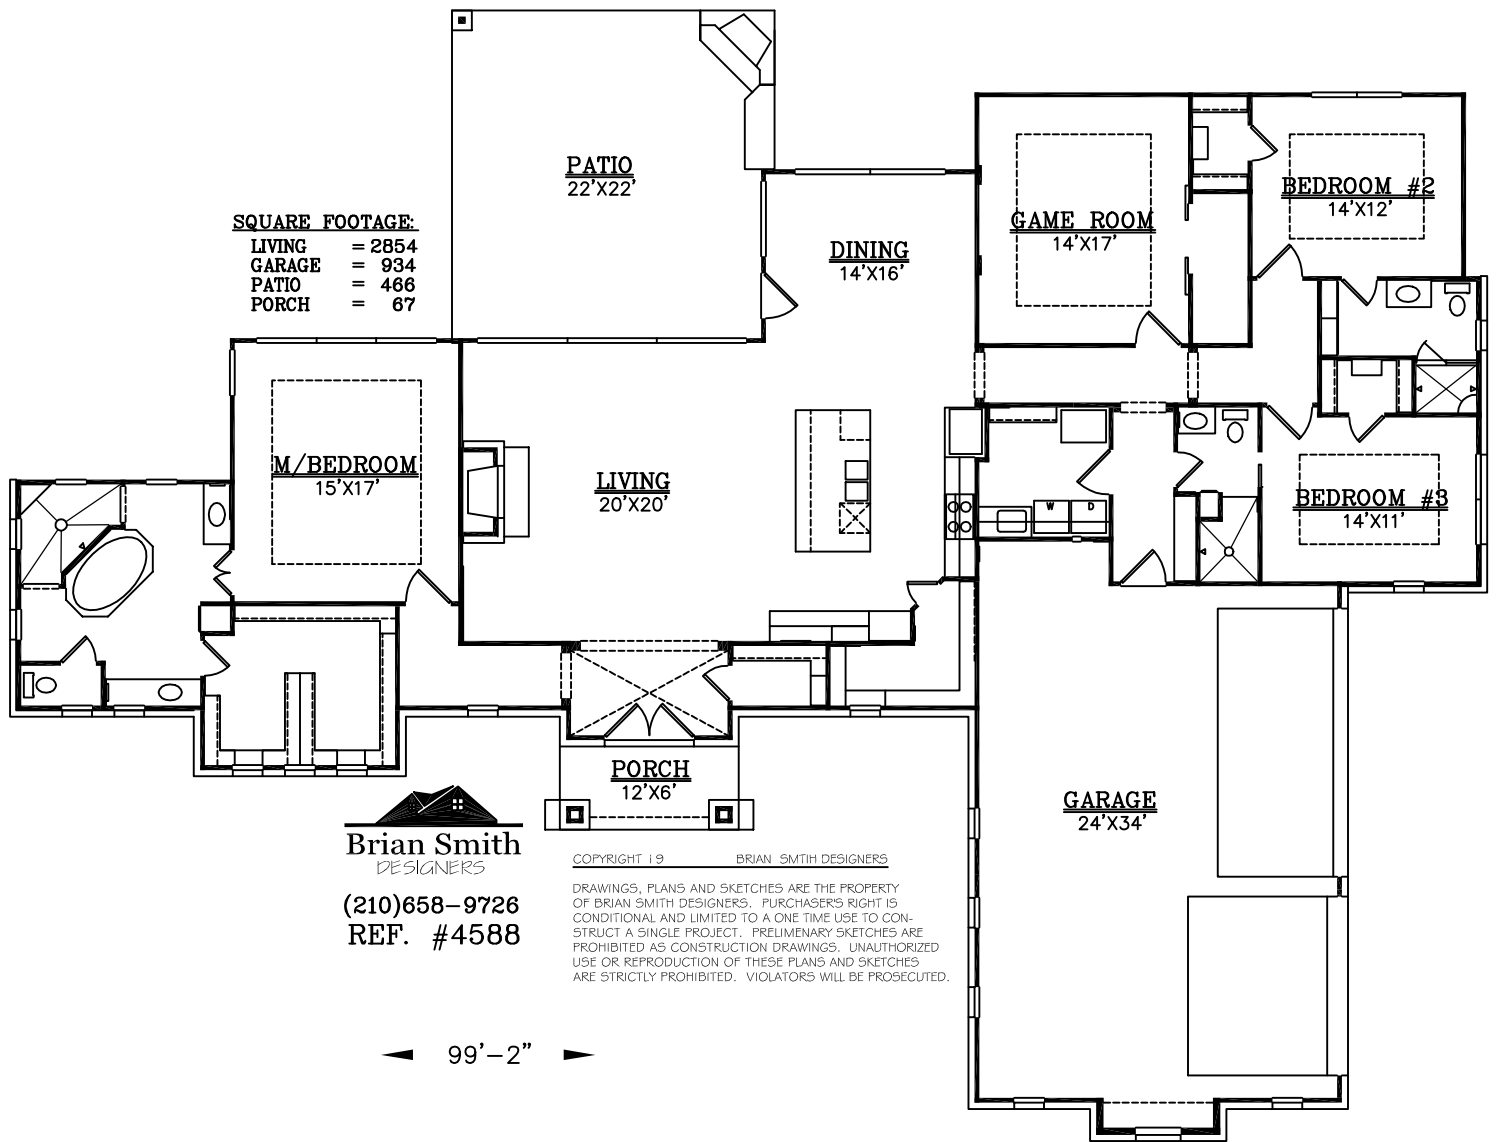 PATIO
22'X22'
SQUARE FOOTAGE:
LIVING = 2854
GARAGE = 934
PATIO = 466
PORCH = 67
DINING
14'X16'
GAME ROOM
14'X17'
BEDROOM #2
14'X12'
M/BEDROOM
15'X17'
LIVING
20'X20'
W D
BEDROOM #3
14'X11'
PORCH
12'X6'
GARAGE
24'X34'
Brian Smith
DESIGNERS
(210)658-9726
REF. #4588
COPYRIGHT 19 BRIAN SMTIH DESIGNERS
DRAWINGS, PLANS AND SKETCHES ARE THE PROPERTY
OF BRIAN SMITH DESIGNERS. PURCHASER'S RIGHT IS
CONDITIONAL AND LIMITED TO A ONE TIME USE TO CON-
STRUCT A SINGLE PROJECT. PRELIMENARY SKETCHES ARE
PROHIBITED AS CONSTRUCTION DRAWINGS. UNAUTHORIZED
USE OR REPRODUCTION OF THESE PLANS AND SKETCHES
ARE STRICTLY PROHIBITED. VIOLATORS WILL BE PROSECUTED.
99'-2"